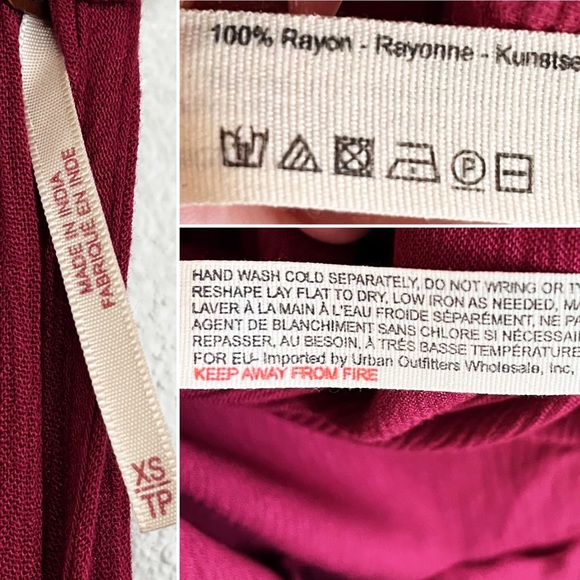 MADE IN INDIA
FABRIQUE EN INDE
XS
TP
100% Rayon - Rayonne - Kunstse
HAND WASH COLD SEPARATELY, DO NOT WRING OR
RESHAPE LAY FLAT TO DRY, LOW IRON AS NEEDED,
LAVER À LA MAIN À L'EAU FROIDE SÉPARÉMENT, NE
AGENT DE BLANCHIMENT SANS CHLORE SI NÉCESSAI
REPASSER, AU BESOIN, À TRÈS BASSE TEMPÉRATURE
FOR EU- Imported by Urban Outfitters Wholesale, Inc.
KEEP AWAY FROM FIRE